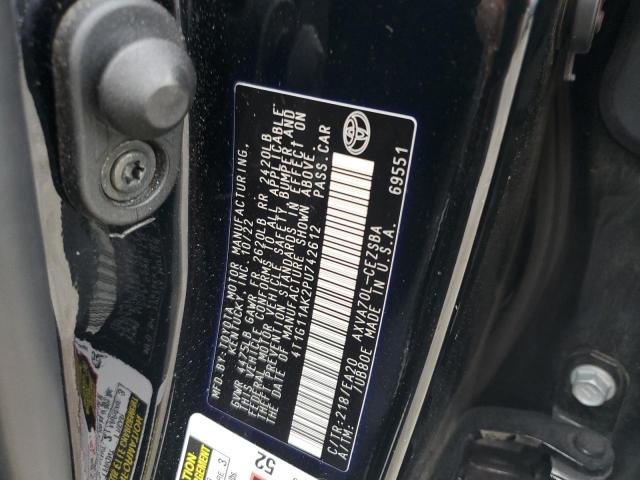 MFD. BY: TOYOTA MOTOR MANUFACTURING,
KENTUCKY, INC. 10/22
GVWR 4475LB GAWR FR 2620LB RR 2420LB
THIS VEHICLE CONFORMS TO ALL APPLICABLE
FEDERAL MOTOR VEHICLE SAFETY BUMPER, AND
THEFT PREVENTION STANDARDS IN EFFECT ON
THE DATE OF MANUFACTURE SHOWN ABOVE.
4T1G11AK2PU742612 PASS.CAR
C/TR:218/EA20 AXVA70L-CEZSBA 69551
A/TM: /UB80E MADE IN U.S.A.
52
3